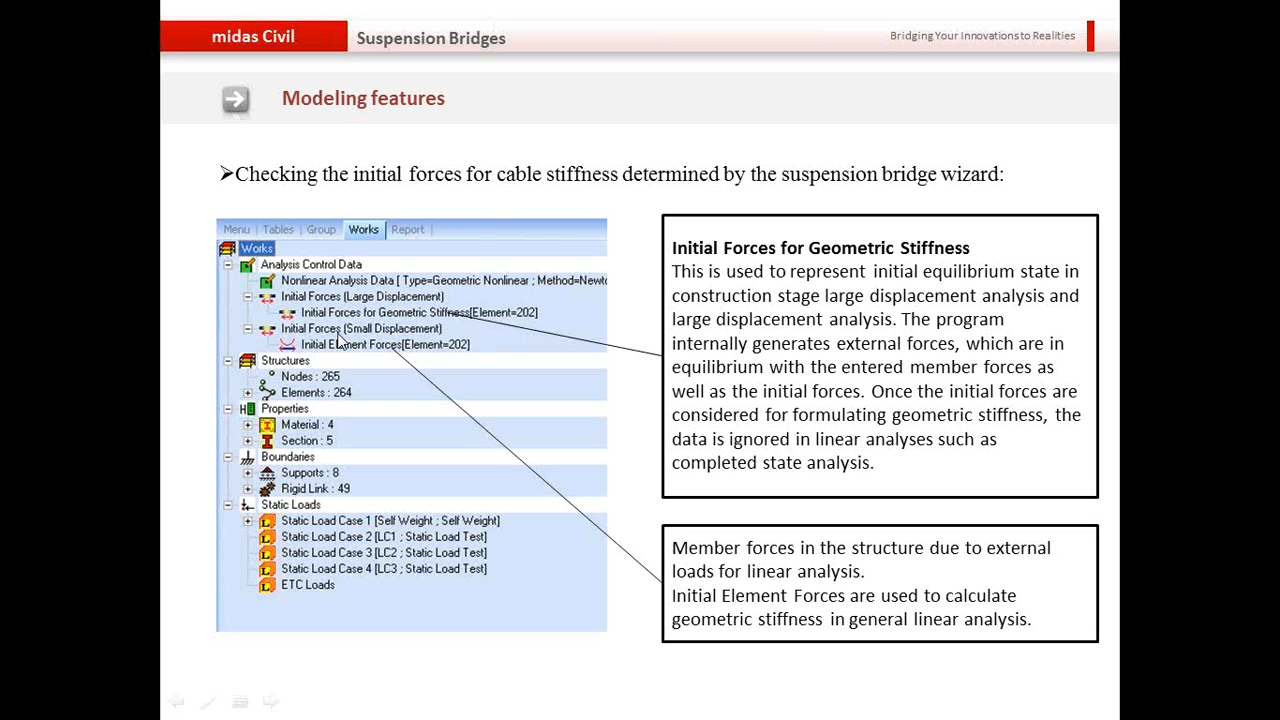 midas Civil
Suspension Bridges
Bridging Your Innovations to Realities
Modeling features
➢Checking the initial forces for cable stiffness determined by the suspension bridge wizard:
Menu | Tables | Group | Works | Report |
Works
Analysis Control Data
Nonlinear Analysis Data [ Type=Geometric Nonlinear ; Method=Newto
Initial Forces (Large Displacement)
Initial Forces for Geometric Stiffness[Element=202]
Initial Forces (Small Displacement)
Initial Element Forces[Element=202]
Structures
Nodes : 265
Elements : 264
Properties
Material : 4
Section : 5
Boundaries
Supports : 8
Rigid Link : 49
Static Loads
Static Load Case 1 [Self Weight ; Self Weight]
Static Load Case 2 [LC1 ; Static Load Test]
Static Load Case 3 [LC2 ; Static Load Test]
Static Load Case 4 [LC3 ; Static Load Test]
ETC Loads
Initial Forces for Geometric Stiffness
This is used to represent initial equilibrium state in
construction stage large displacement analysis and
large displacement analysis. The program
internally generates external forces, which are in
equilibrium with the entered member forces as
well as the initial forces. Once the initial forces are
considered for formulating geometric stiffness, the
data is ignored in linear analyses such as
completed state analysis.
Member forces in the structure due to external
loads for linear analysis.
Initial Element Forces are used to calculate
geometric stiffness in general linear analysis.